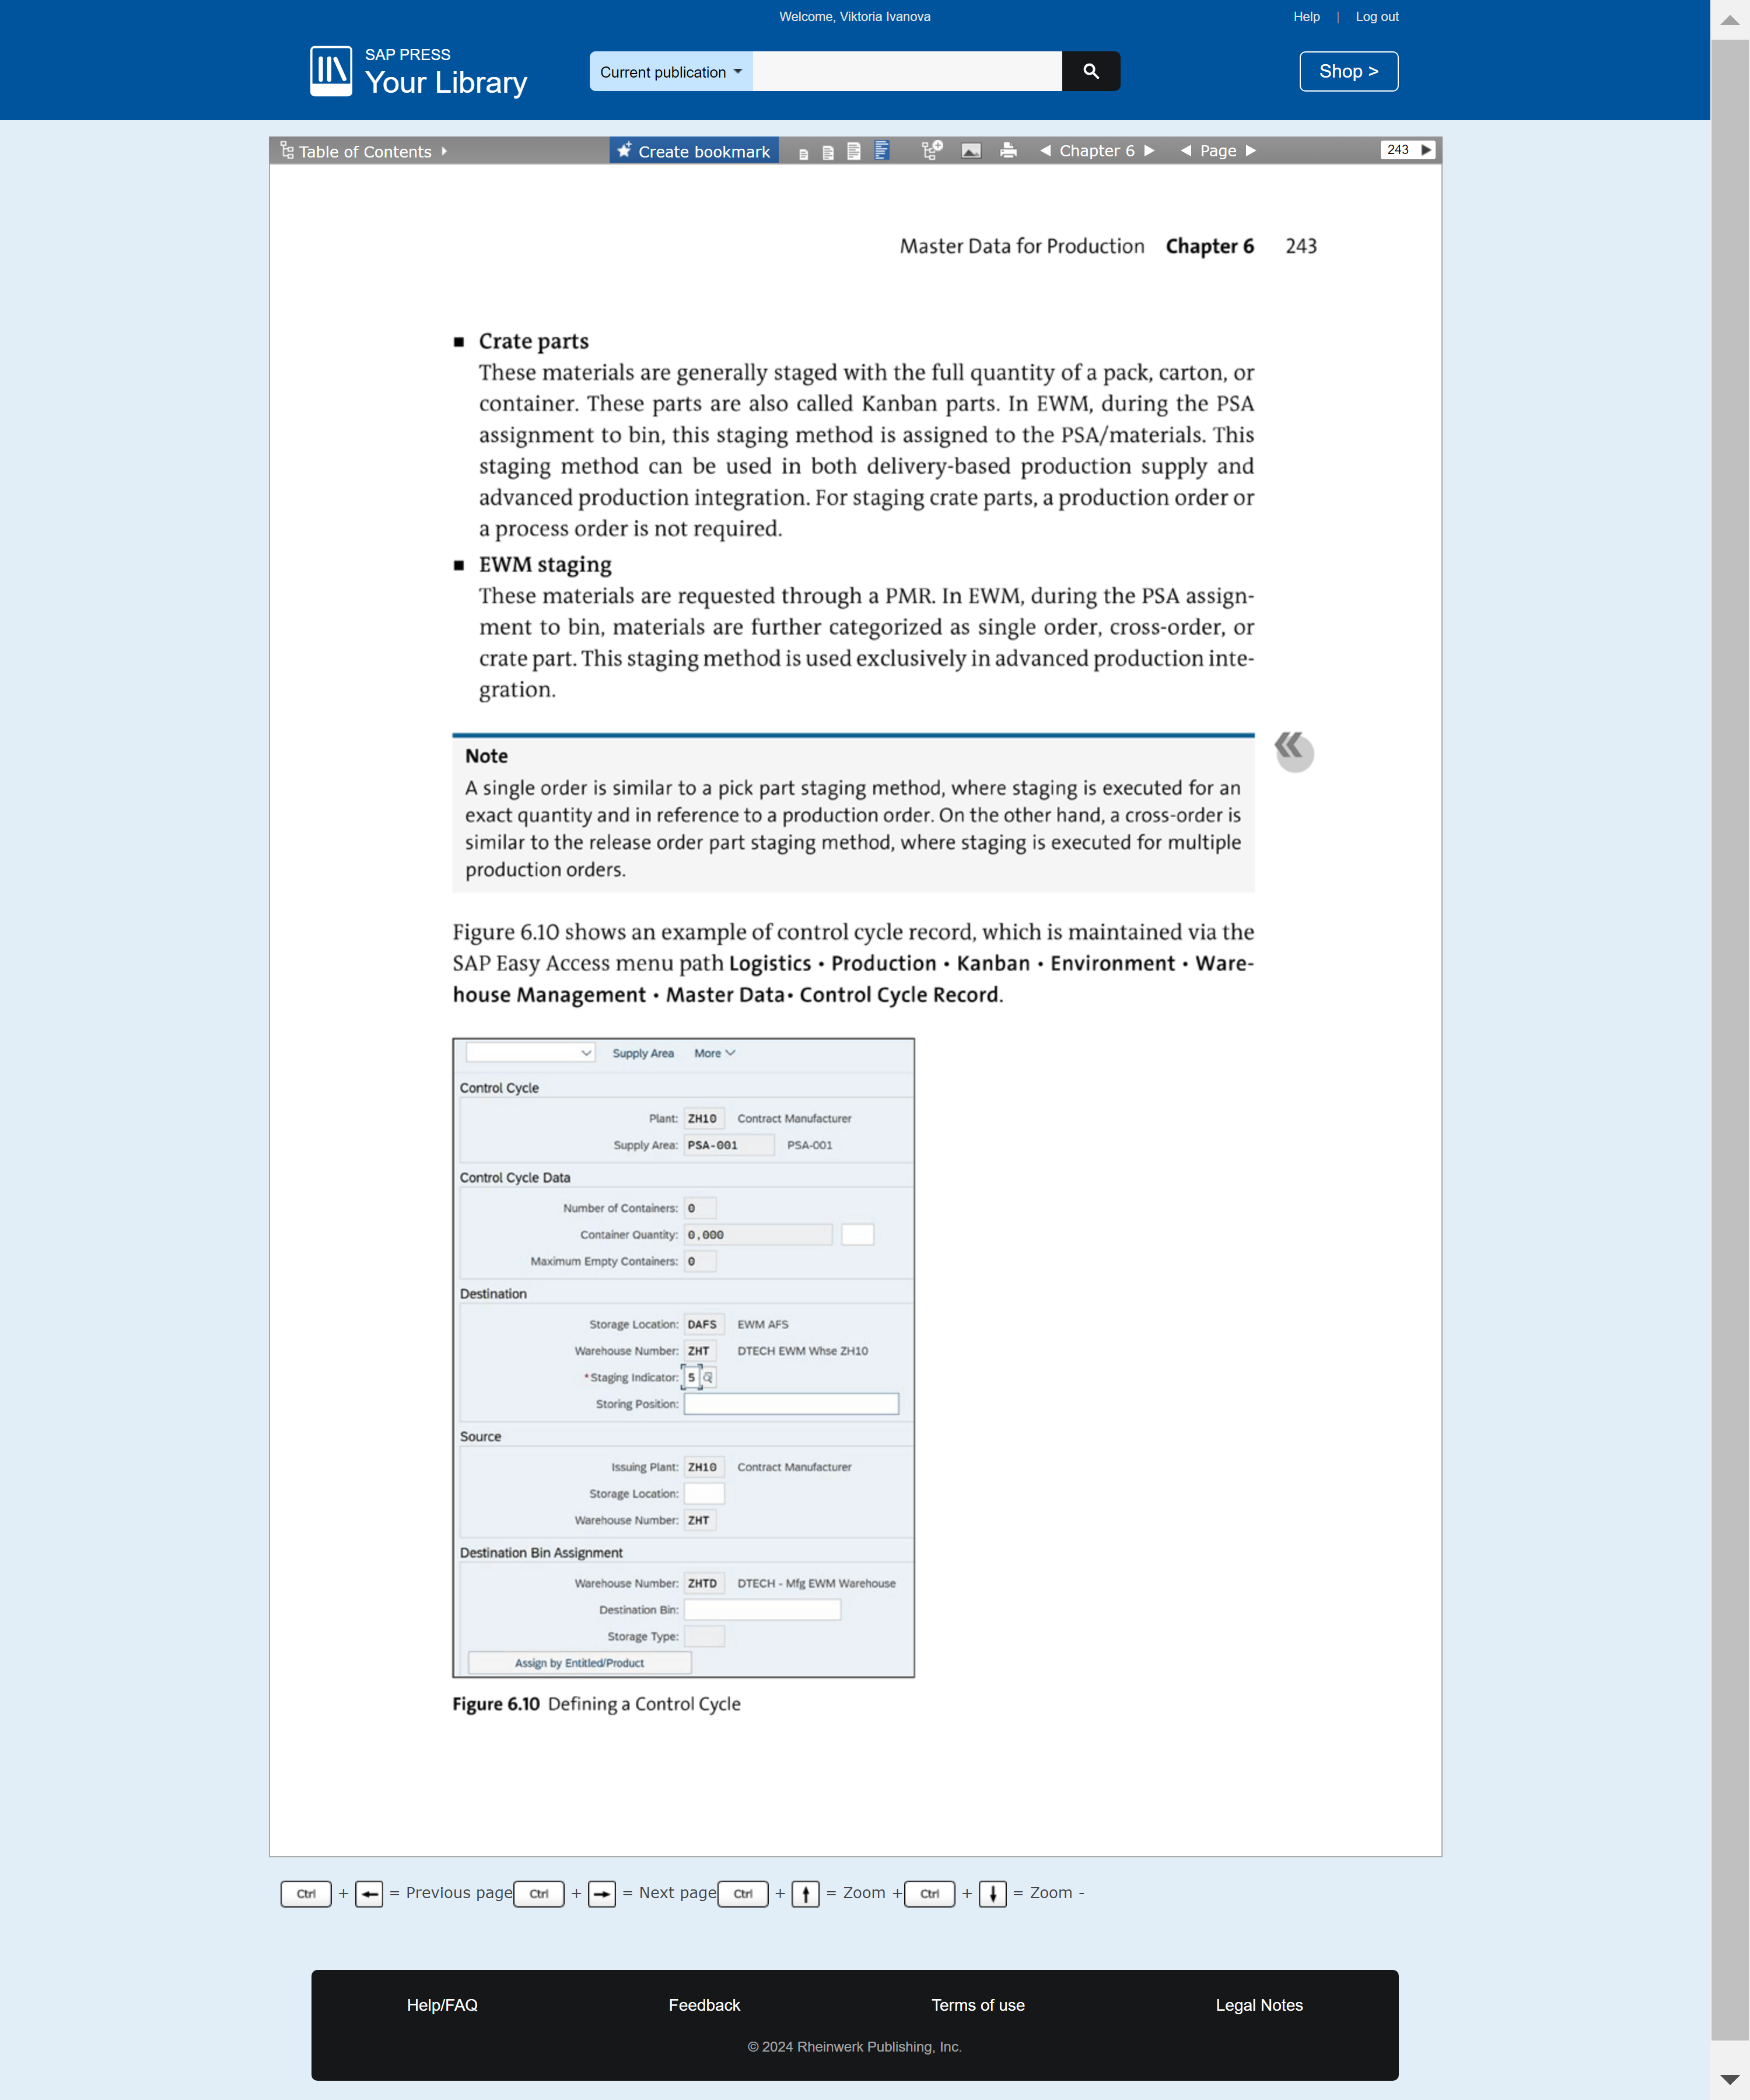 Welcome, Viktoria Ivanova
Help | Log out
SAP PRESS
Your Library
Current publication
Shop >
Table of Contents
Create bookmark
Chapter 6
Page
243
Master Data for Production Chapter 6 243
■ Crate parts
These materials are generally staged with the full quantity of a pack, carton, or
container. These parts are also called Kanban parts. In EWM, during the PSA
assignment to bin, this staging method is assigned to the PSA/materials. This
staging method can be used in both delivery-based production supply and
advanced production integration. For staging crate parts, a production order or
a process order is not required.
■ EWM staging
These materials are requested through a PMR. In EWM, during the PSA assign-
ment to bin, materials are further categorized as single order, cross-order, or
crate part. This staging method is used exclusively in advanced production inte-
gration.
Note
A single order is similar to a pick part staging method, where staging is executed for an
exact quantity and in reference to a production order. On the other hand, a cross-order is
similar to the release order part staging method, where staging is executed for multiple
production orders.
Figure 6.10 shows an example of control cycle record, which is maintained via the
SAP Easy Access menu path Logistics • Production • Kanban • Environment • Ware-
house Management • Master Data• Control Cycle Record.
Supply Area More
Control Cycle
Plant: ZH10 Contract Manufacturer
Supply Area: PSA-001 PSA-001
Control Cycle Data
Number of Containers: 0
Container Quantity: 0,000
Maximum Empty Containers: 0
Destination
Storage Location: DAFS EWM AFS
Warehouse Number: ZHT DTECH EWM Whse ZH10
*Staging Indicator: 5
Storing Position:
Source
Issuing Plant: ZH10 Contract Manufacturer
Storage Location:
Warehouse Number: ZHT
Destination Bin Assignment
Warehouse Number: ZHTD DTECH - Mfg EWM Warehouse
Destination Bin:
Storage Type:
Assign by Entitled/Product
Figure 6.10 Defining a Control Cycle
Ctrl + ← = Previous page Ctrl + → = Next page Ctrl + ↑ = Zoom + Ctrl + ↓ = Zoom -
Help/FAQ Feedback Terms of use Legal Notes
© 2024 Rheinwerk Publishing, Inc.